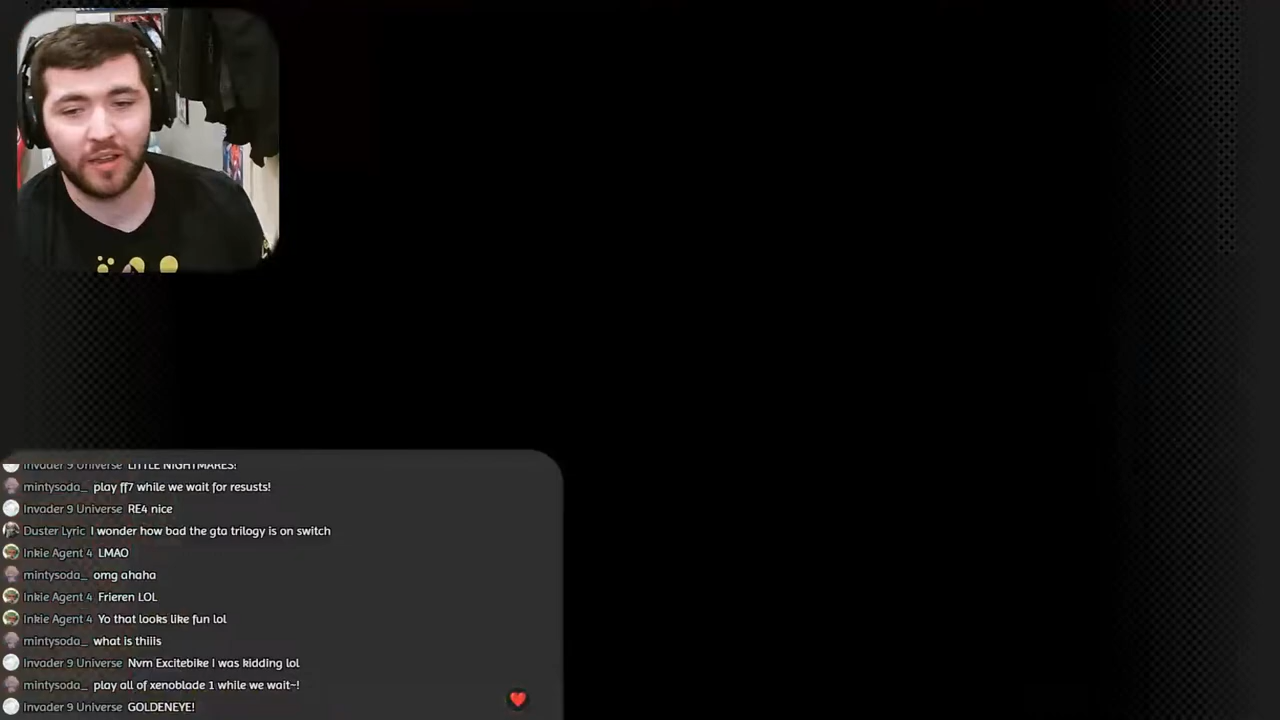 Invader 9 Universe LITTLE NIGHTMARES!
mintysoda_ play ff7 while we wait for resusts!
Invader 9 Universe RE4 nice
Duster Lyric I wonder how bad the gta trilogy is on switch
Inkie Agent 4 LMAO
mintysoda_ omg ahaha
Inkie Agent 4 Frieren LOL
Inkie Agent 4 Yo that looks like fun lol
mintysoda_ what is thiiis
Invader 9 Universe Nvm Excitebike I was kidding lol
mintysoda_ play all of xenoblade 1 while we wait~!
Invader 9 Universe GOLDENEYE!